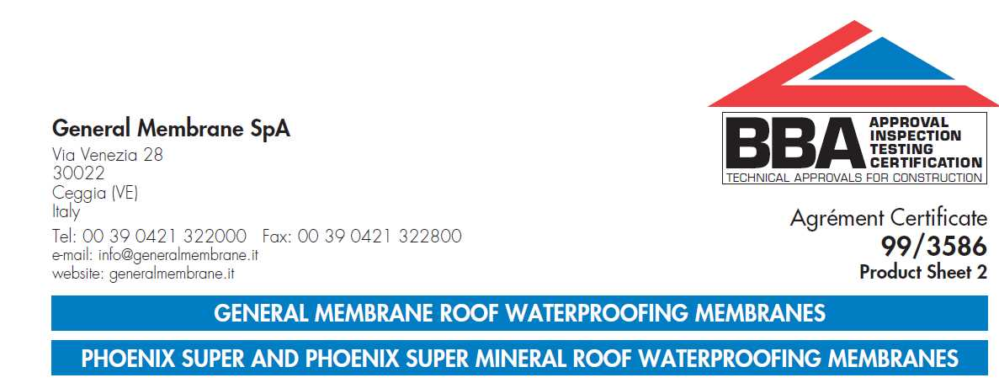 General Membrane SpA
Via Venezia 28
30022
Ceggia (VE)
Italy
Tel: 00 39 0421 322000 Fax: 00 39 0421 322800
e-mail: info@generalmembrane.it
website: generalmembrane.it
BBA
APPROVAL
INSPECTION
TESTING
CERTIFICATION
TECHNICAL APPROVALS FOR CONSTRUCTION
Agrément Certificate
99/3586
Product Sheet 2
GENERAL MEMBRANE ROOF WATERPROOFING MEMBRANES
PHOENIX SUPER AND PHOENIX SUPER MINERAL ROOF WATERPROOFING MEMBRANES